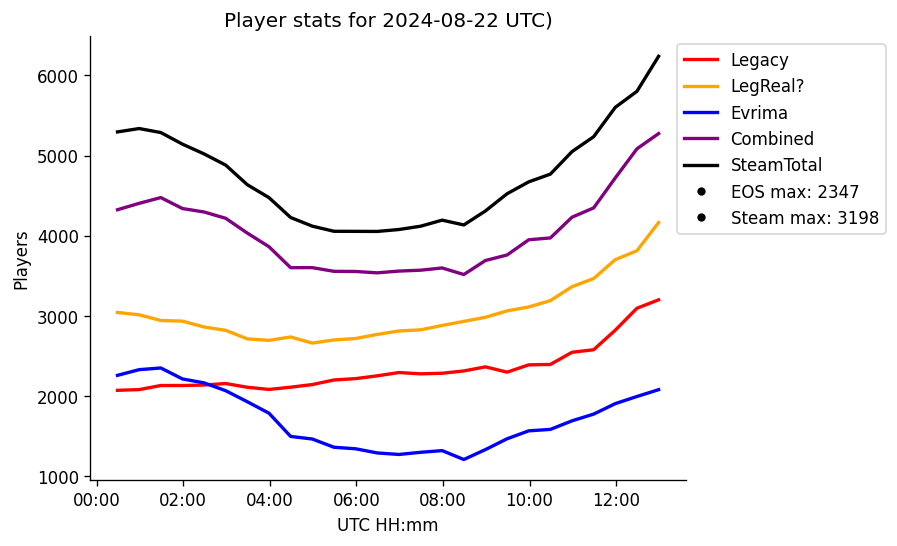 Player stats for 2024-08-22 UTC)
6000
5000
4000
3000
2000
1000
Players
00:00 02:00 04:00 06:00 08:00 10:00 12:00
UTC HH:mm
Legacy
LegReal?
Evrima
Combined
SteamTotal
EOS max: 2347
Steam max: 3198